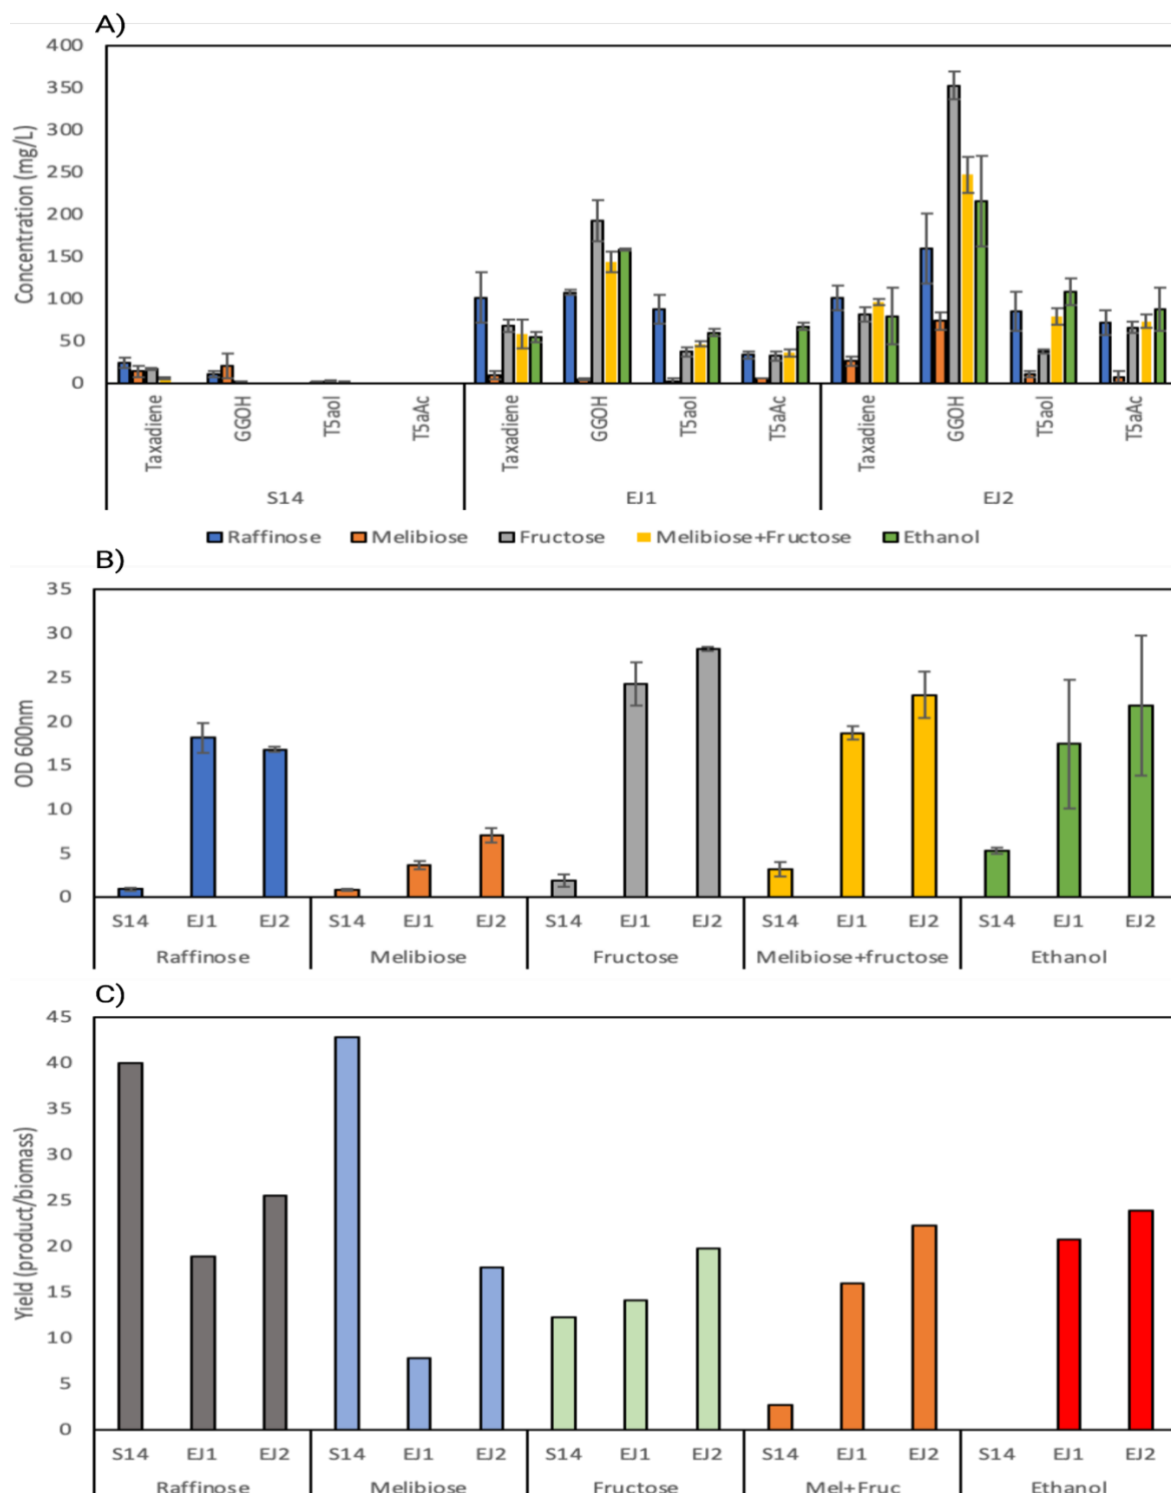 A)
400
350
300
250
200
150
100
50
0
Concentration (mg/L)
Taxadiene GGOH T5aol T5aAc Taxadiene GGOH T5aol T5aAc Taxadiene GGOH T5aol T5aAc
S14 EJ1 EJ2
Raffinose Melibiose Fructose Melibiose+Fructose Ethanol
B)
35
30
25
20
15
10
5
0
OD 600nm
S14 EJ1 EJ2 S14 EJ1 EJ2 S14 EJ1 EJ2 S14 EJ1 EJ2 S14 EJ1 EJ2
Raffinose Melibiose Fructose Melibiose+fructose Ethanol
C)
45
40
35
30
25
20
15
10
5
0
Yield (product/biomass)
S14 EJ1 EJ2 S14 EJ1 EJ2 S14 EJ1 EJ2 S14 EJ1 EJ2 S14 EJ1 EJ2
Raffinose Melibiose Fructose Mel+Fruc Ethanol